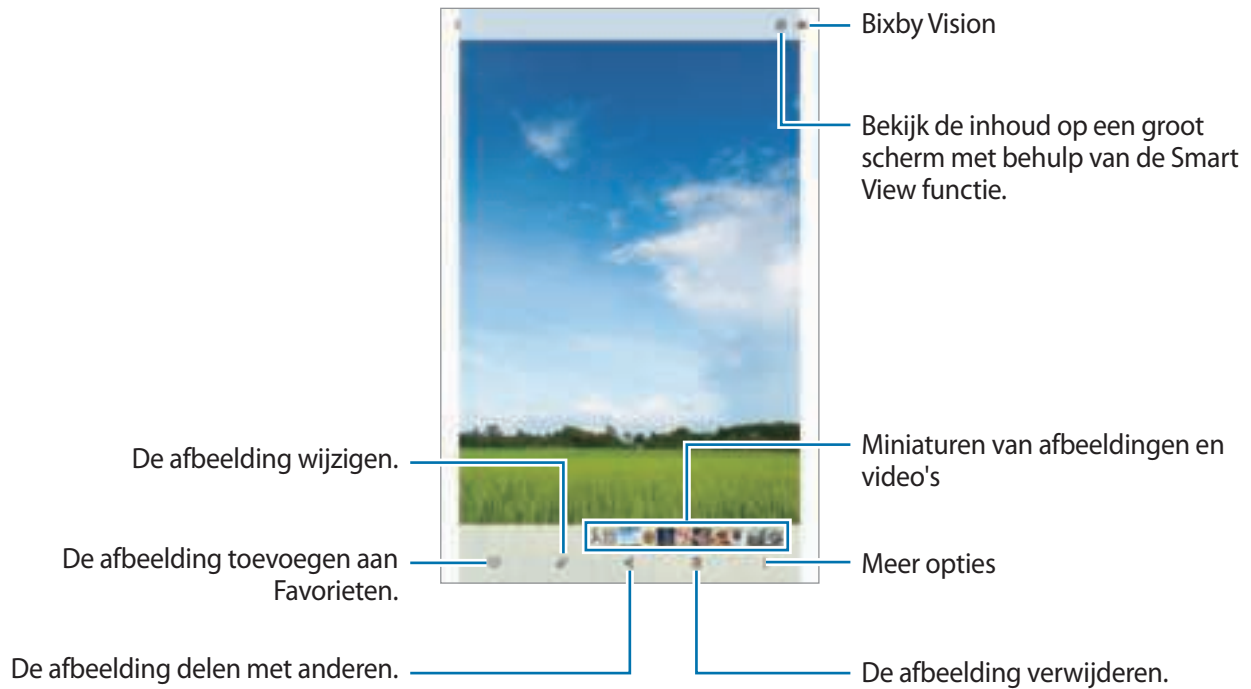 Bixby Vision
Bekijk de inhoud op een groot
scherm met behulp van de Smart
View functie.
De afbeelding wijzigen.
Miniaturen van afbeeldingen en
video's
De afbeelding toevoegen aan
Favorieten.
Meer opties
De afbeelding delen met anderen.
De afbeelding verwijderen.